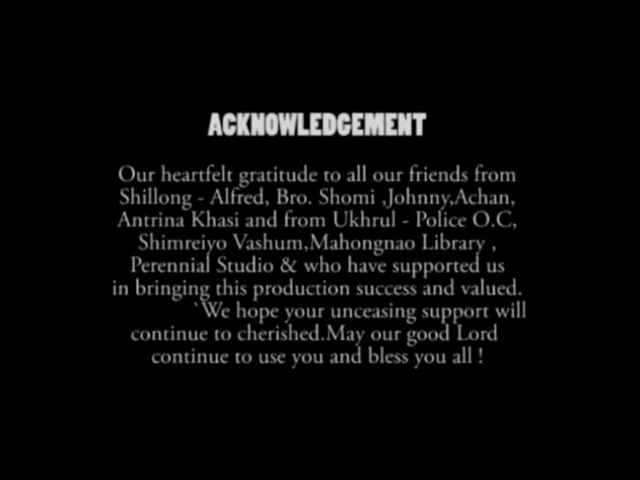 ACKNOWLEDGEMENT
Our heartfelt gratitude to all our friends from
Shillong - Alfred, Bro. Shomi ,Johnny,Achan,
Antrina Khasi and from Ukhrul - Police O.C,
Shimreiyo Vashum,Mahongnao Library ,
Perennial Studio & who have supported us
in bringing this production success and valued.
`We hope your unceasing support will
continue to cherished.May our good Lord
continue to use you and bless you all !